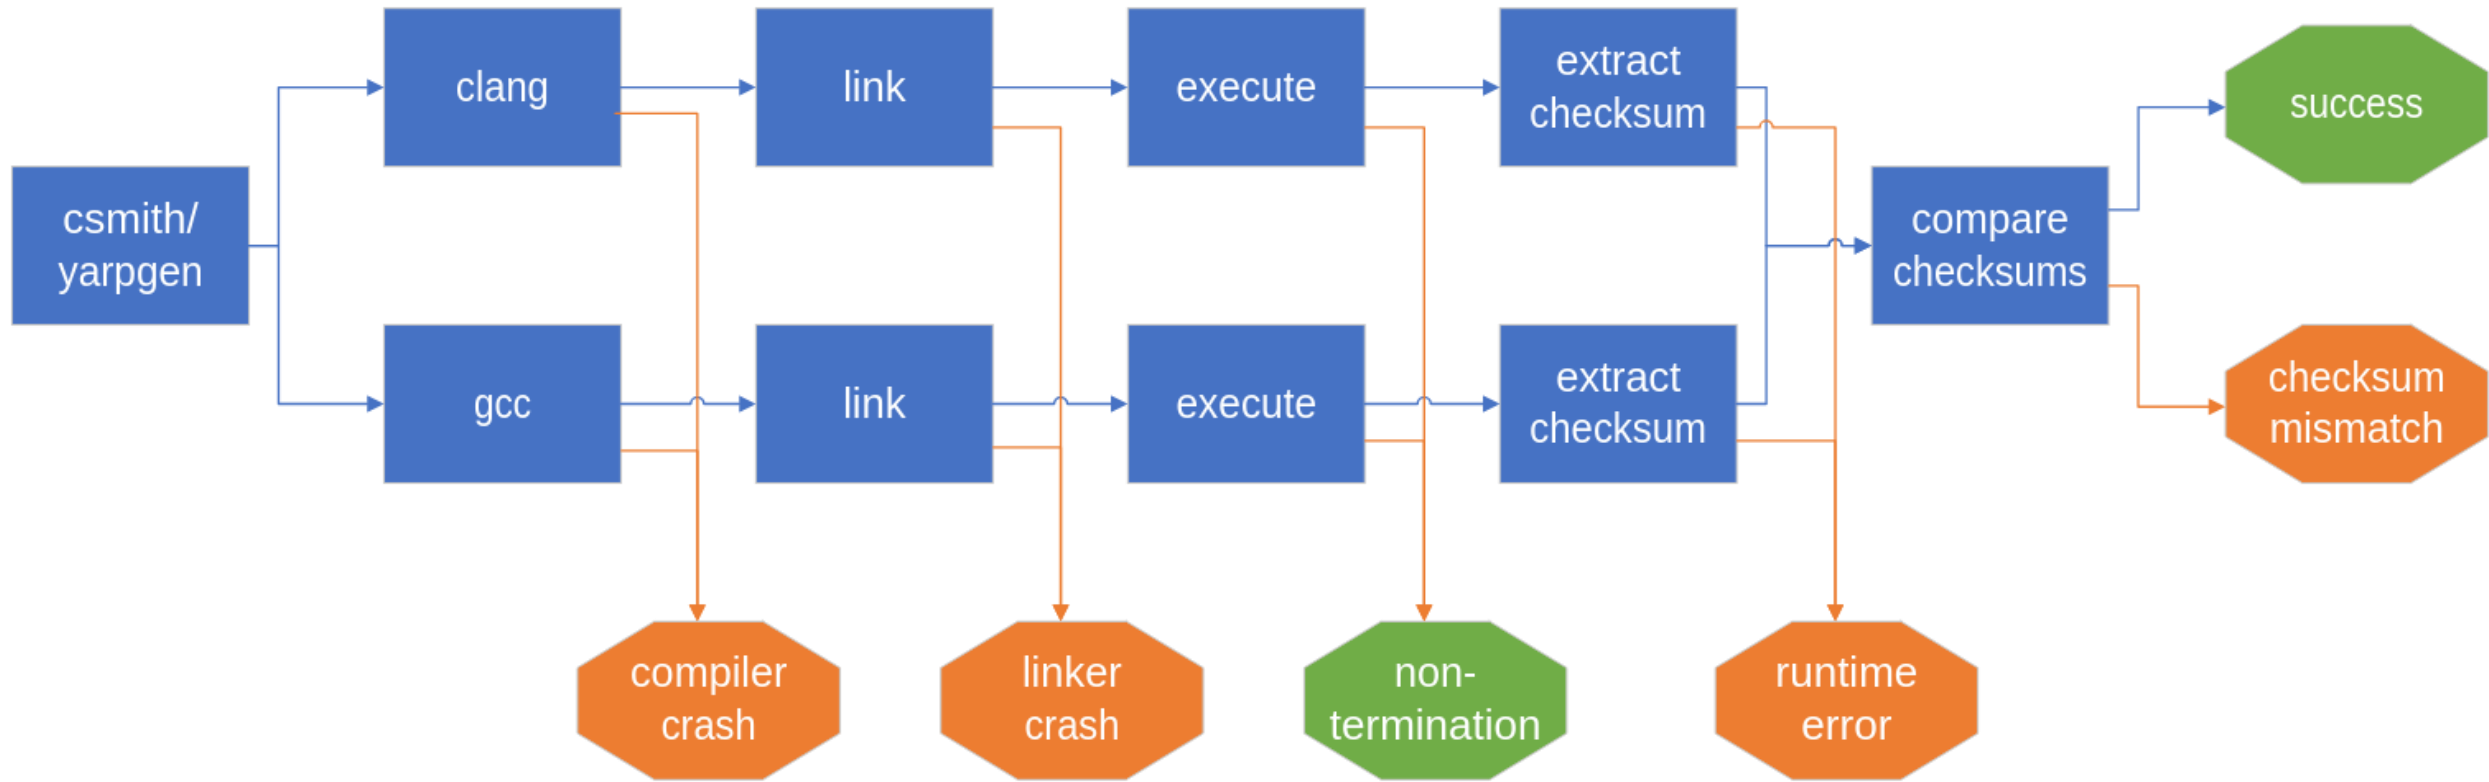 clang
link
execute
extract
checksum
success
csmith/
yarpgen
compare
checksums
gcc
link
execute
extract
checksum
checksum
mismatch
compiler
crash
linker
crash
non-
termination
runtime
error